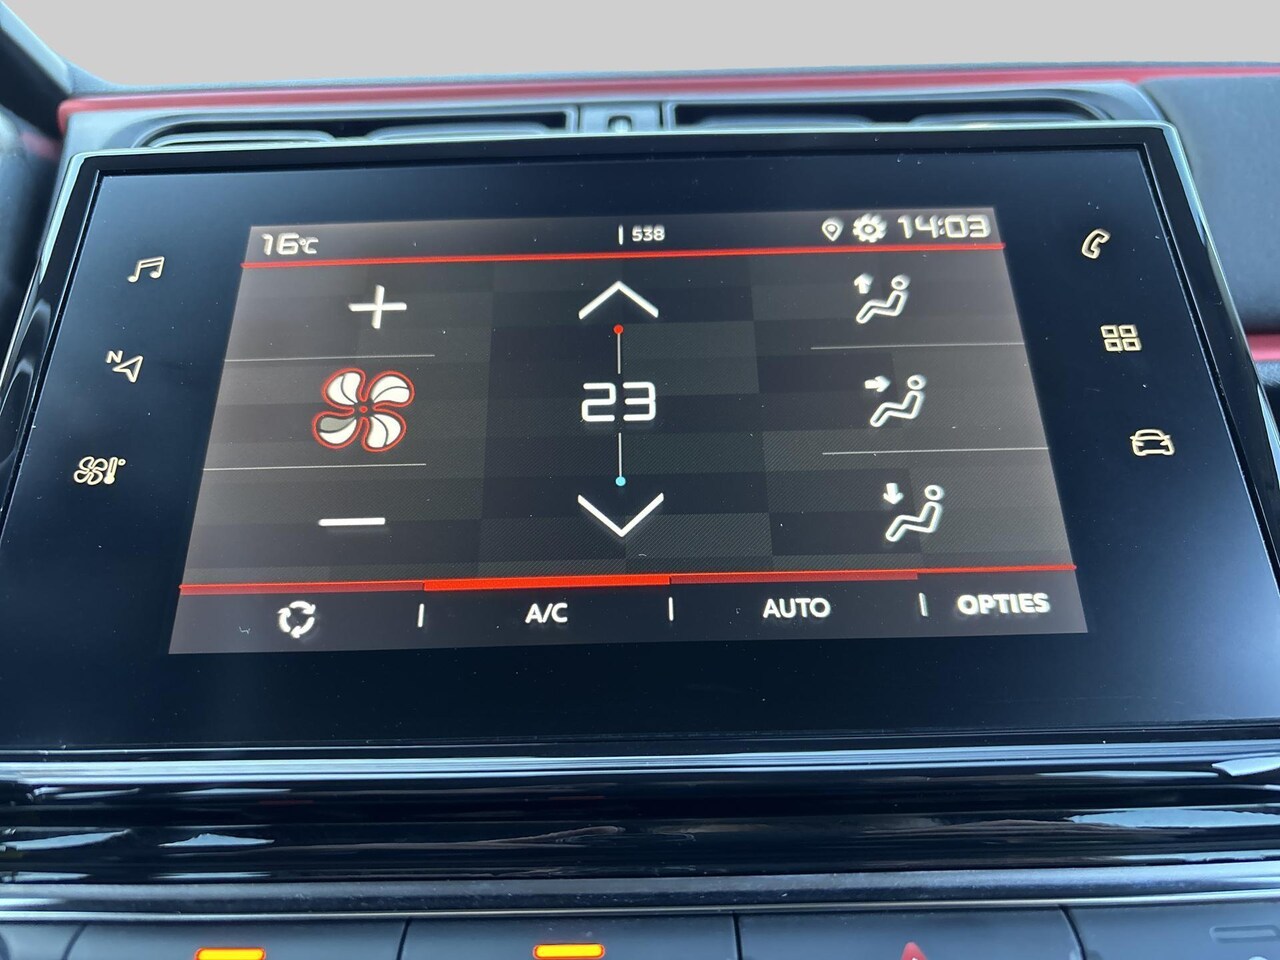 16°C
538
14:03
N
23
A/C
AUTO
OPTIES